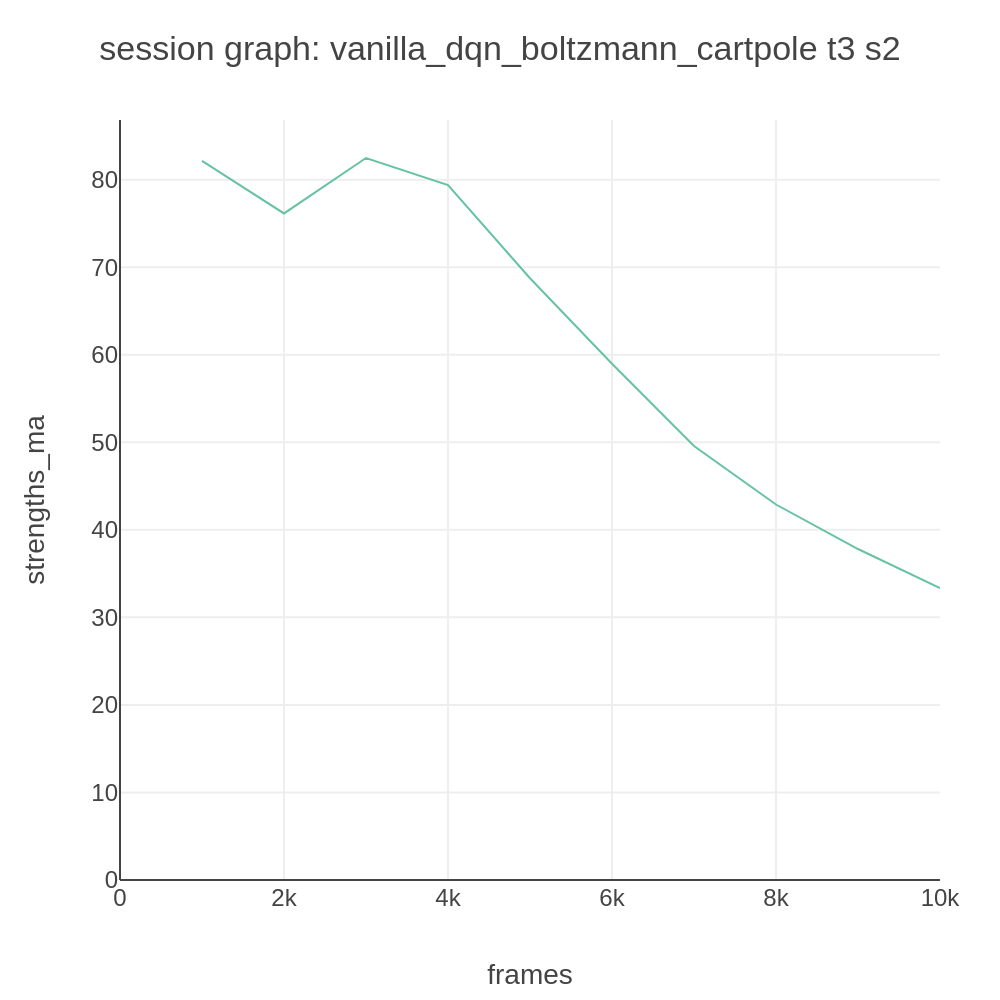 session graph: vanilla_dqn_boltzmann_cartpole t3 s2
80
70
60
50
40
30
20
10
0
strengths_ma
0 2k 4k 6k 8k 10k
frames